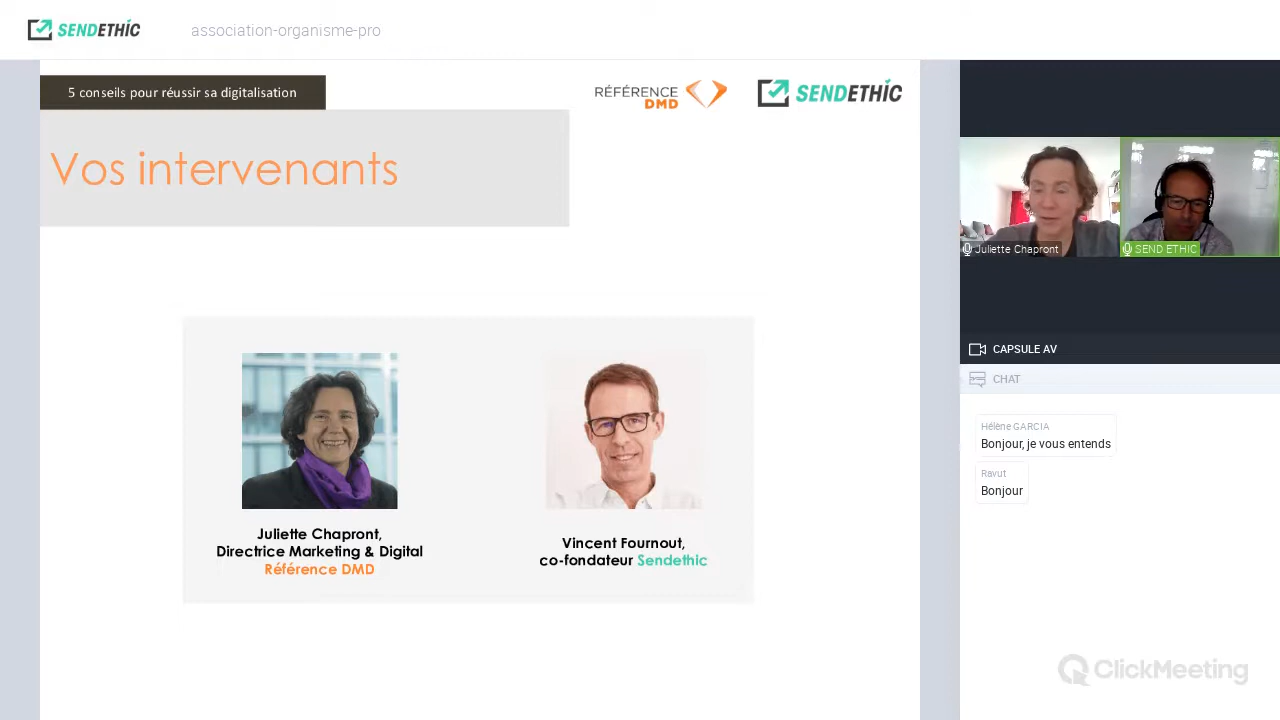 SENDETHIC
association-organisme-pro
5 conseils pour réussir sa digitalisation
RÉFÉRENCE
DMD
SENDETHIC
Vos intervenants
Juliette Chapront,
Directrice Marketing & Digital
Référence DMD
Vincent Fournout,
co-fondateur Sendethic
Juliette Chapront
SEND ETHIC
CAPSULE AV
CHAT
Hélène GARCIA
Bonjour, je vous entends
Ravut
Bonjour
ClickMeeting